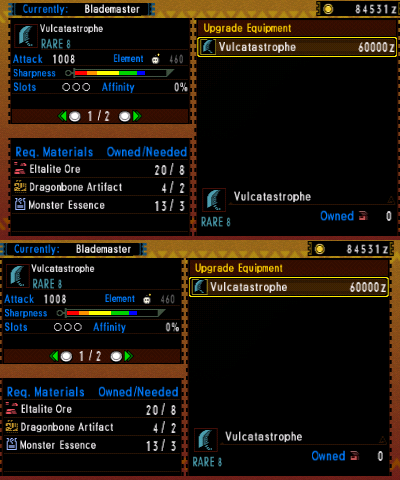 Currently: Blademaster
84531z
Vulcatastrophe
RARE 8
Attack 1008 Element 460
Sharpness
Slots Affinity 0%
1/2
Req. Materials Owned/Needed
Eltalite Ore 20/8
Dragonbone Artifact 4/2
Monster Essence 13/3
Upgrade Equipment
Vulcatastrophe 60000z
Vulcatastrophe
RARE 8
Owned 0
Currently: Blademaster
84531z
Vulcatastrophe
RARE 8
Attack 1008 Element 460
Sharpness
Slots Affinity 0%
1/2
Req. Materials Owned/Needed
Eltalite Ore 20/8
Dragonbone Artifact 4/2
Monster Essence 13/3
Upgrade Equipment
Vulcatastrophe 60000z
Vulcatastrophe
RARE 8
Owned 0